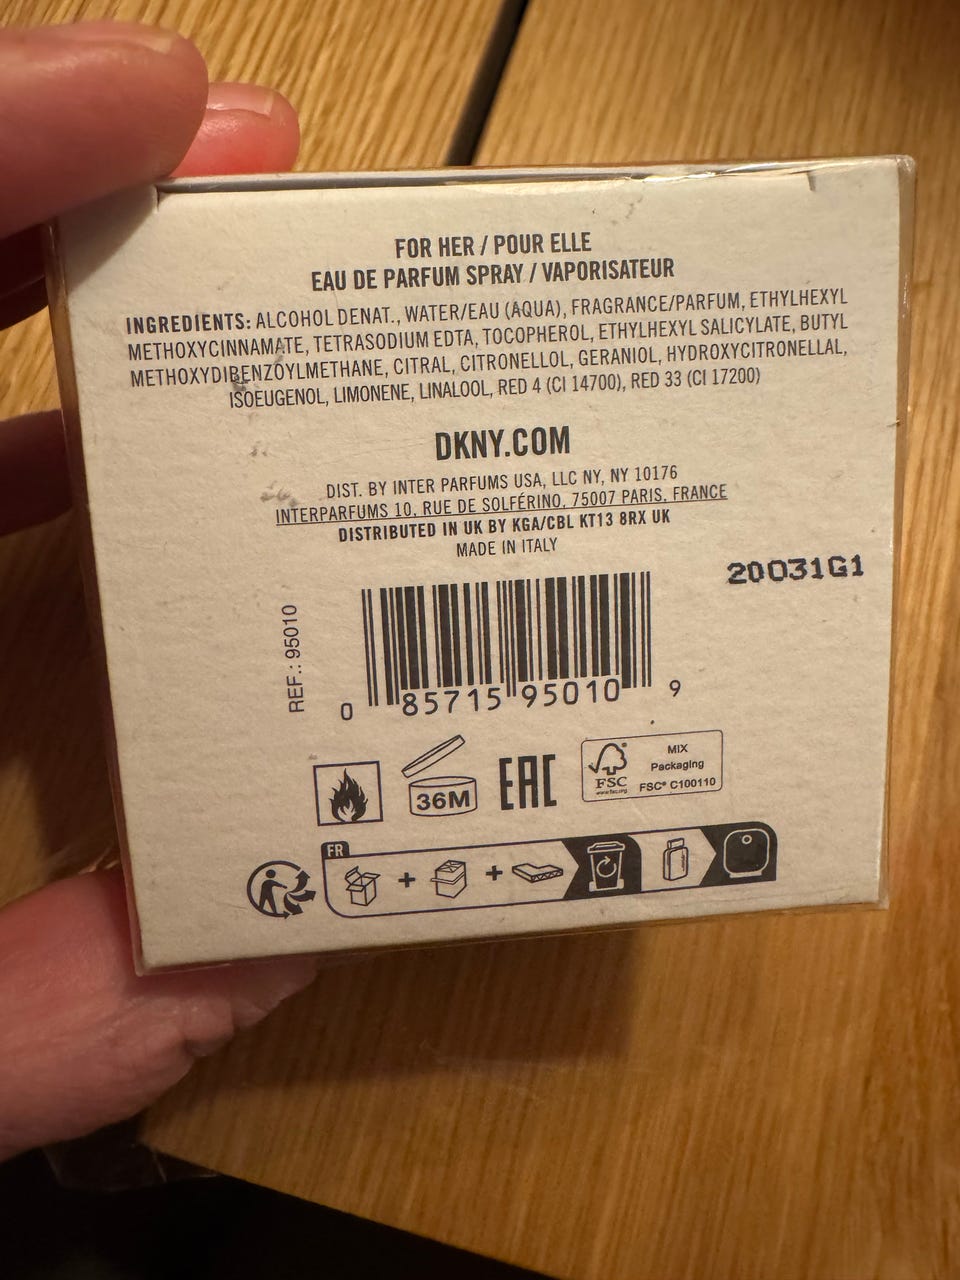 FOR HER / POUR ELLE
EAU DE PARFUM SPRAY / VAPORISATEUR
INGREDIENTS: ALCOHOL DENAT., WATER/EAU (AQUA), FRAGRANCE/PARFUM, ETHYLHEXYL
METHOXYCINNAMATE, TETRASODIUM EDTA, TOCOPHEROL, ETHYLHEXYL SALICYLATE, BUTYL
METHOXYDIBENZOYLMETHANE, CITRAL, CITRONELLOL, GERANIOL, HYDROXYCITRONELLAL,
ISOEUGENOL, LIMONENE, LINALOOL, RED 4 (CI 14700), RED 33 (CI 17200)
DKNY.COM
DIST. BY INTER PARFUMS USA, LLC NY, NY 10176
INTERPARFUMS 10, RUE DE SOLFÉRINO, 75007 PARIS, FRANCE
DISTRIBUTED IN UK BY KGA/CBL KT13 8RX UK
MADE IN ITALY
20031G1
REF.: 95010
0 85715 95010 9
36M
EAC
FSC
www.fsc.org
MIX
Packaging
FSC® C100110
FR